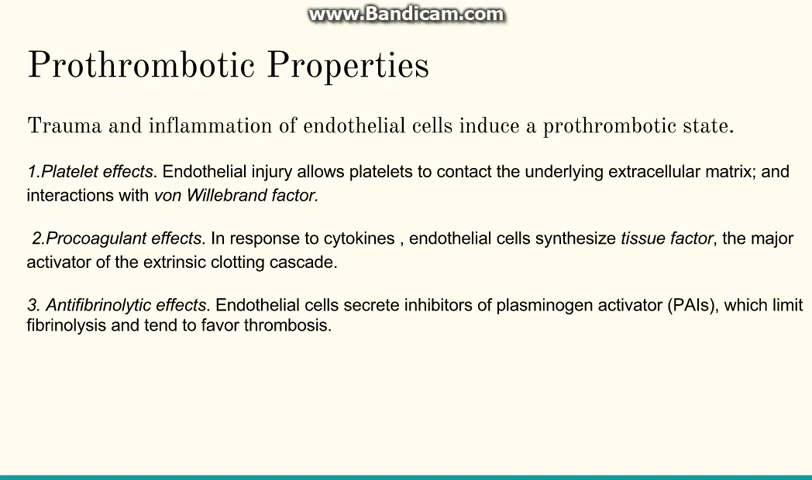 www.Bandicam.com
Prothrombotic Properties
Trauma and inflammation of endothelial cells induce a prothrombotic state.
1.Platelet effects. Endothelial injury allows platelets to contact the underlying extracellular matrix; and
interactions with von Willebrand factor.
2.Procoagulant effects. In response to cytokines , endothelial cells synthesize tissue factor, the major
activator of the extrinsic clotting cascade.
3. Antifibrinolytic effects. Endothelial cells secrete inhibitors of plasminogen activator (PAIs), which limit
fibrinolysis and tend to favor thrombosis.